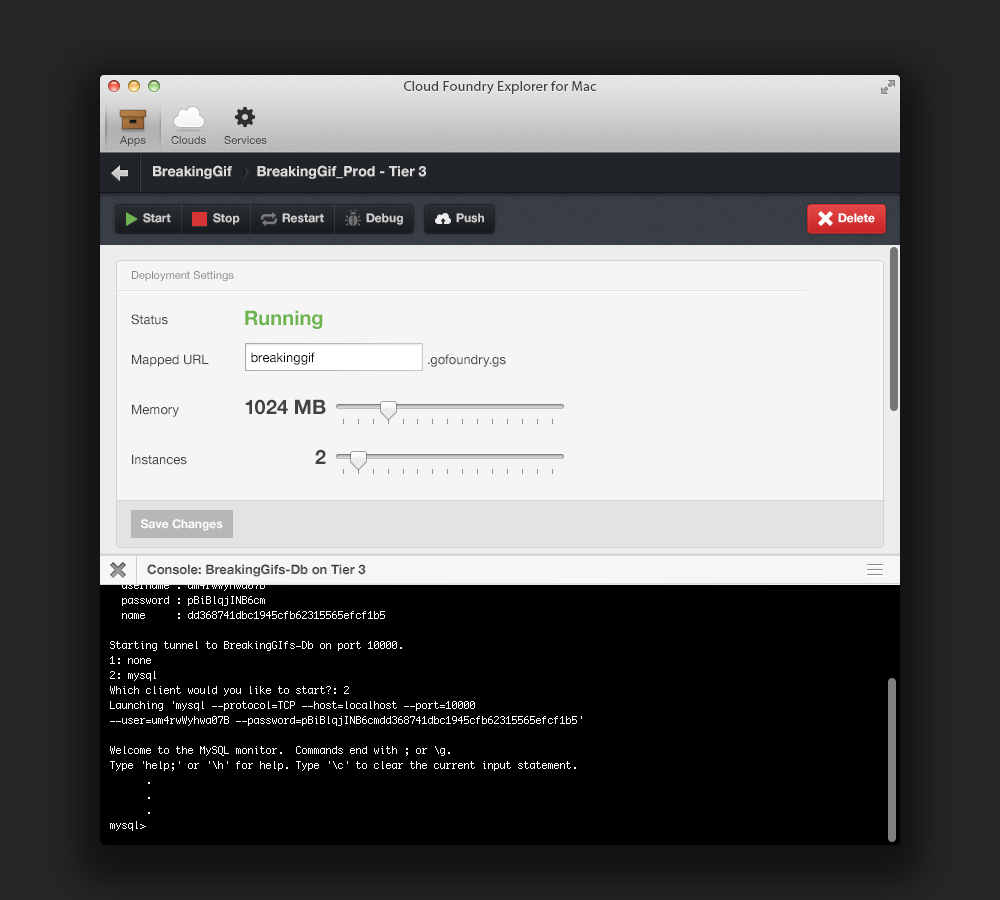 Cloud Foundry Explorer for Mac
Apps
Clouds
Services
BreakingGif
BreakingGif_Prod - Tier 3
Start
Stop
Restart
Debug
Push
Delete
Deployment Settings
Status
Running
Mapped URL
breakinggif
.gofoundry.gs
Memory
1024 MB
Instances
2
Save Changes
Console: BreakingGifs-Db on Tier 3
username : um4rwWyhwa07B
password : pBiBlqjINB6cm
name : dd368741dbc1945cfb62315565efcf1b5
Starting tunnel to BreakingGIfs-Db on port 10000.
1: none
2: mysql
Which client would you like to start?: 2
Launching 'mysql --protocol=TCP --host=localhost --port=10000
--user=um4rwWyhwa07B --password=pBiBlqjINB6cmdd368741dbc1945cfb62315565efcf1b5'
Welcome to the MySQL monitor. Commands end with ; or \g.
Type 'help;' or '\h' for help. Type '\c' to clear the current input statement.
.
.
.
mysql>